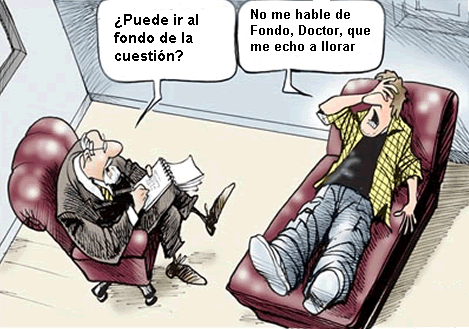 ¿Puede ir al
fondo de la
cuestión?
No me hable de
Fondo, Doctor, que
me echo a llorar